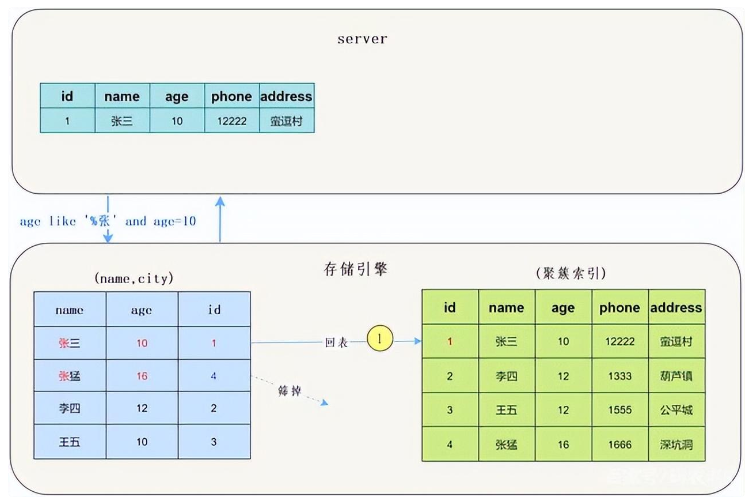 server
id name age phone address
1 张三 10 12222 蛮逗村
age like '%张' and age=10
存储引擎
(name,city)
name age id
张三 10 1
张猛 16 4
李四 12 2
王五 10 3
回表
1
筛掉
(聚簇索引)
id name age phone address
1 张三 10 12222 蛮逗村
2 李四 12 1333 葫芦镇
3 王五 12 1555 公平城
4 张猛 16 1666 深坑洞